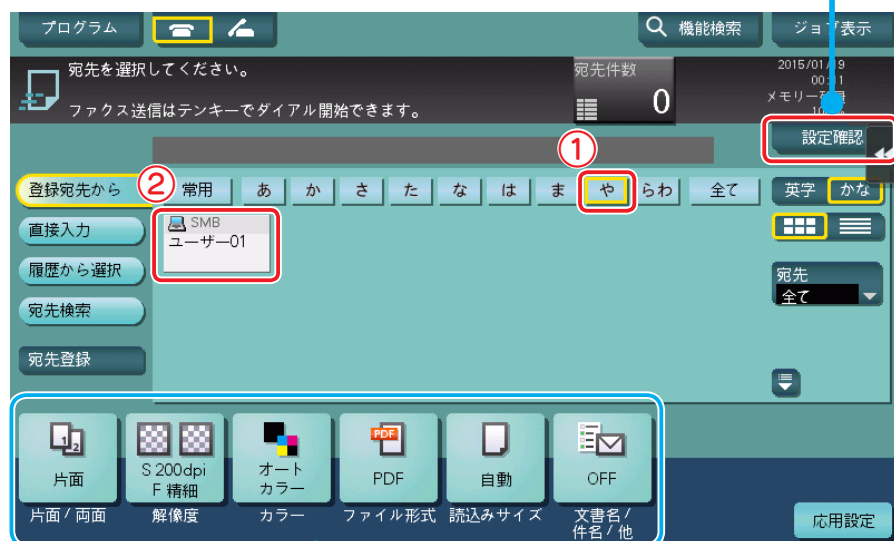 プログラム
機能検索
ジョブ表示
宛先を選択してください。
宛先件数
ファクス送信はテンキーでダイアル開始できます。
0
2015/01/
00:
メモリー
設定確認
①
登録宛先から
②
常用 あ か さ た な は ま や らわ 全て
英字 かな
直接入力
SMB
ユーザー01
履歴から選択
宛先
全て
宛先検索
宛先登録
1 2
PDF
片面
S 200dpi
F 精細
オート
カラー
PDF
自動
OFF
片面/両面
解像度
カラー
ファイル形式
読込みサイズ
文書名/
件名/他
応用設定